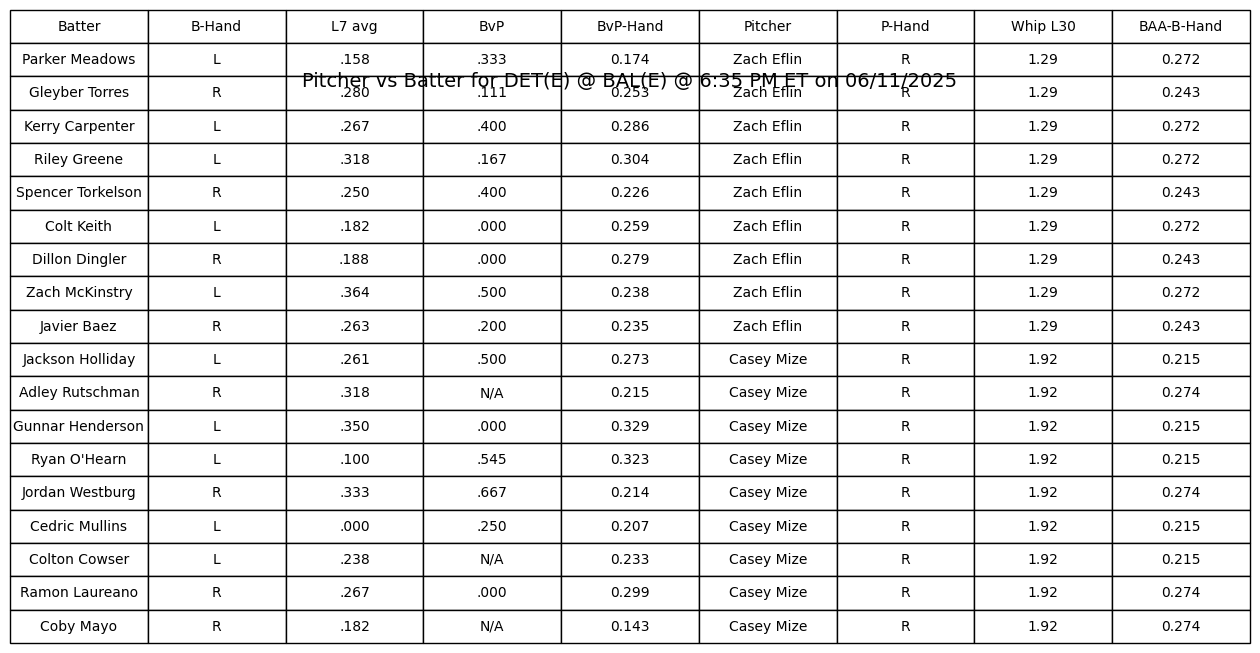 Batter B-Hand L7 avg BvP BvP-Hand Pitcher P-Hand Whip L30 BAA-B-Hand
Parker Meadows L .158 .333 0.174 Zach Eflin R 1.29 0.272
Pitcher vs Batter for DET(E) @ BAL(E) @ 6:35 PM ET on 06/11/2025
Gleyber Torres R .280 .111 0.253 Zach Eflin R 1.29 0.243
Kerry Carpenter L .267 .400 0.286 Zach Eflin R 1.29 0.272
Riley Greene L .318 .167 0.304 Zach Eflin R 1.29 0.272
Spencer Torkelson R .250 .400 0.226 Zach Eflin R 1.29 0.243
Colt Keith L .182 .000 0.259 Zach Eflin R 1.29 0.272
Dillon Dingler R .188 .000 0.279 Zach Eflin R 1.29 0.243
Zach McKinstry L .364 .500 0.238 Zach Eflin R 1.29 0.272
Javier Baez R .263 .200 0.235 Zach Eflin R 1.29 0.243
Jackson Holliday L .261 .500 0.273 Casey Mize R 1.92 0.215
Adley Rutschman R .318 N/A 0.215 Casey Mize R 1.92 0.274
Gunnar Henderson L .350 .000 0.329 Casey Mize R 1.92 0.215
Ryan O'Hearn L .100 .545 0.323 Casey Mize R 1.92 0.215
Jordan Westburg R .333 .667 0.214 Casey Mize R 1.92 0.274
Cedric Mullins L .000 .250 0.207 Casey Mize R 1.92 0.215
Colton Cowser L .238 N/A 0.233 Casey Mize R 1.92 0.215
Ramon Laureano R .267 .000 0.299 Casey Mize R 1.92 0.274
Coby Mayo R .182 N/A 0.143 Casey Mize R 1.92 0.274